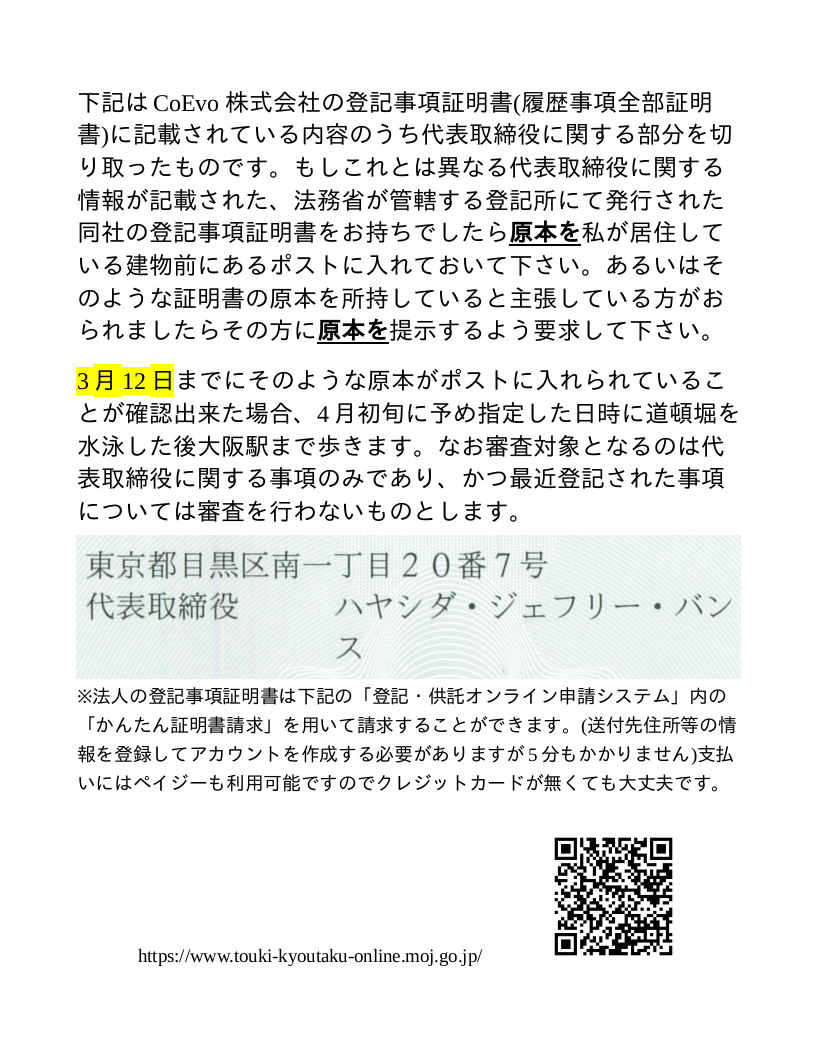 下記は CoEvo 株式会社の登記事項証明書(履歴事項全部証明
書)に記載されている内容のうち代表取締役に関する部分を切
り取ったものです。もしこれとは異なる代表取締役に関する
情報が記載された、法務省が管轄する登記所にて発行された
同社の登記事項証明書をお持ちでしたら原本を私が居住して
いる建物前にあるポストに入れておいて下さい。あるいはそ
のような証明書の原本を所持していると主張している方がお
られましたらその方に原本を提示するよう要求して下さい。
3 月 12 日までにそのような原本がポストに入れられているこ
とが確認出来た場合、4 月初旬に予め指定した日時に道頓堀を
水泳した後大阪駅まで歩きます。なお審査対象となるのは代
表取締役に関する事項のみであり、かつ最近登記された事項
については審査を行わないものとします。
東京都目黒区南一丁目２０番７号
代表取締役 ハヤシダ・ジェフリー・バン
ス
※法人の登記事項証明書は下記の「登記・供託オンライン申請システム」内の
「かんたん証明書請求」を用いて請求することができます。(送付先住所等の情
報を登録してアカウントを作成する必要がありますが 5 分もかかりません)支払
いにはペイジーも利用可能ですのでクレジットカードが無くても大丈夫です。
https://www.touki-kyoutaku-online.moj.go.jp/